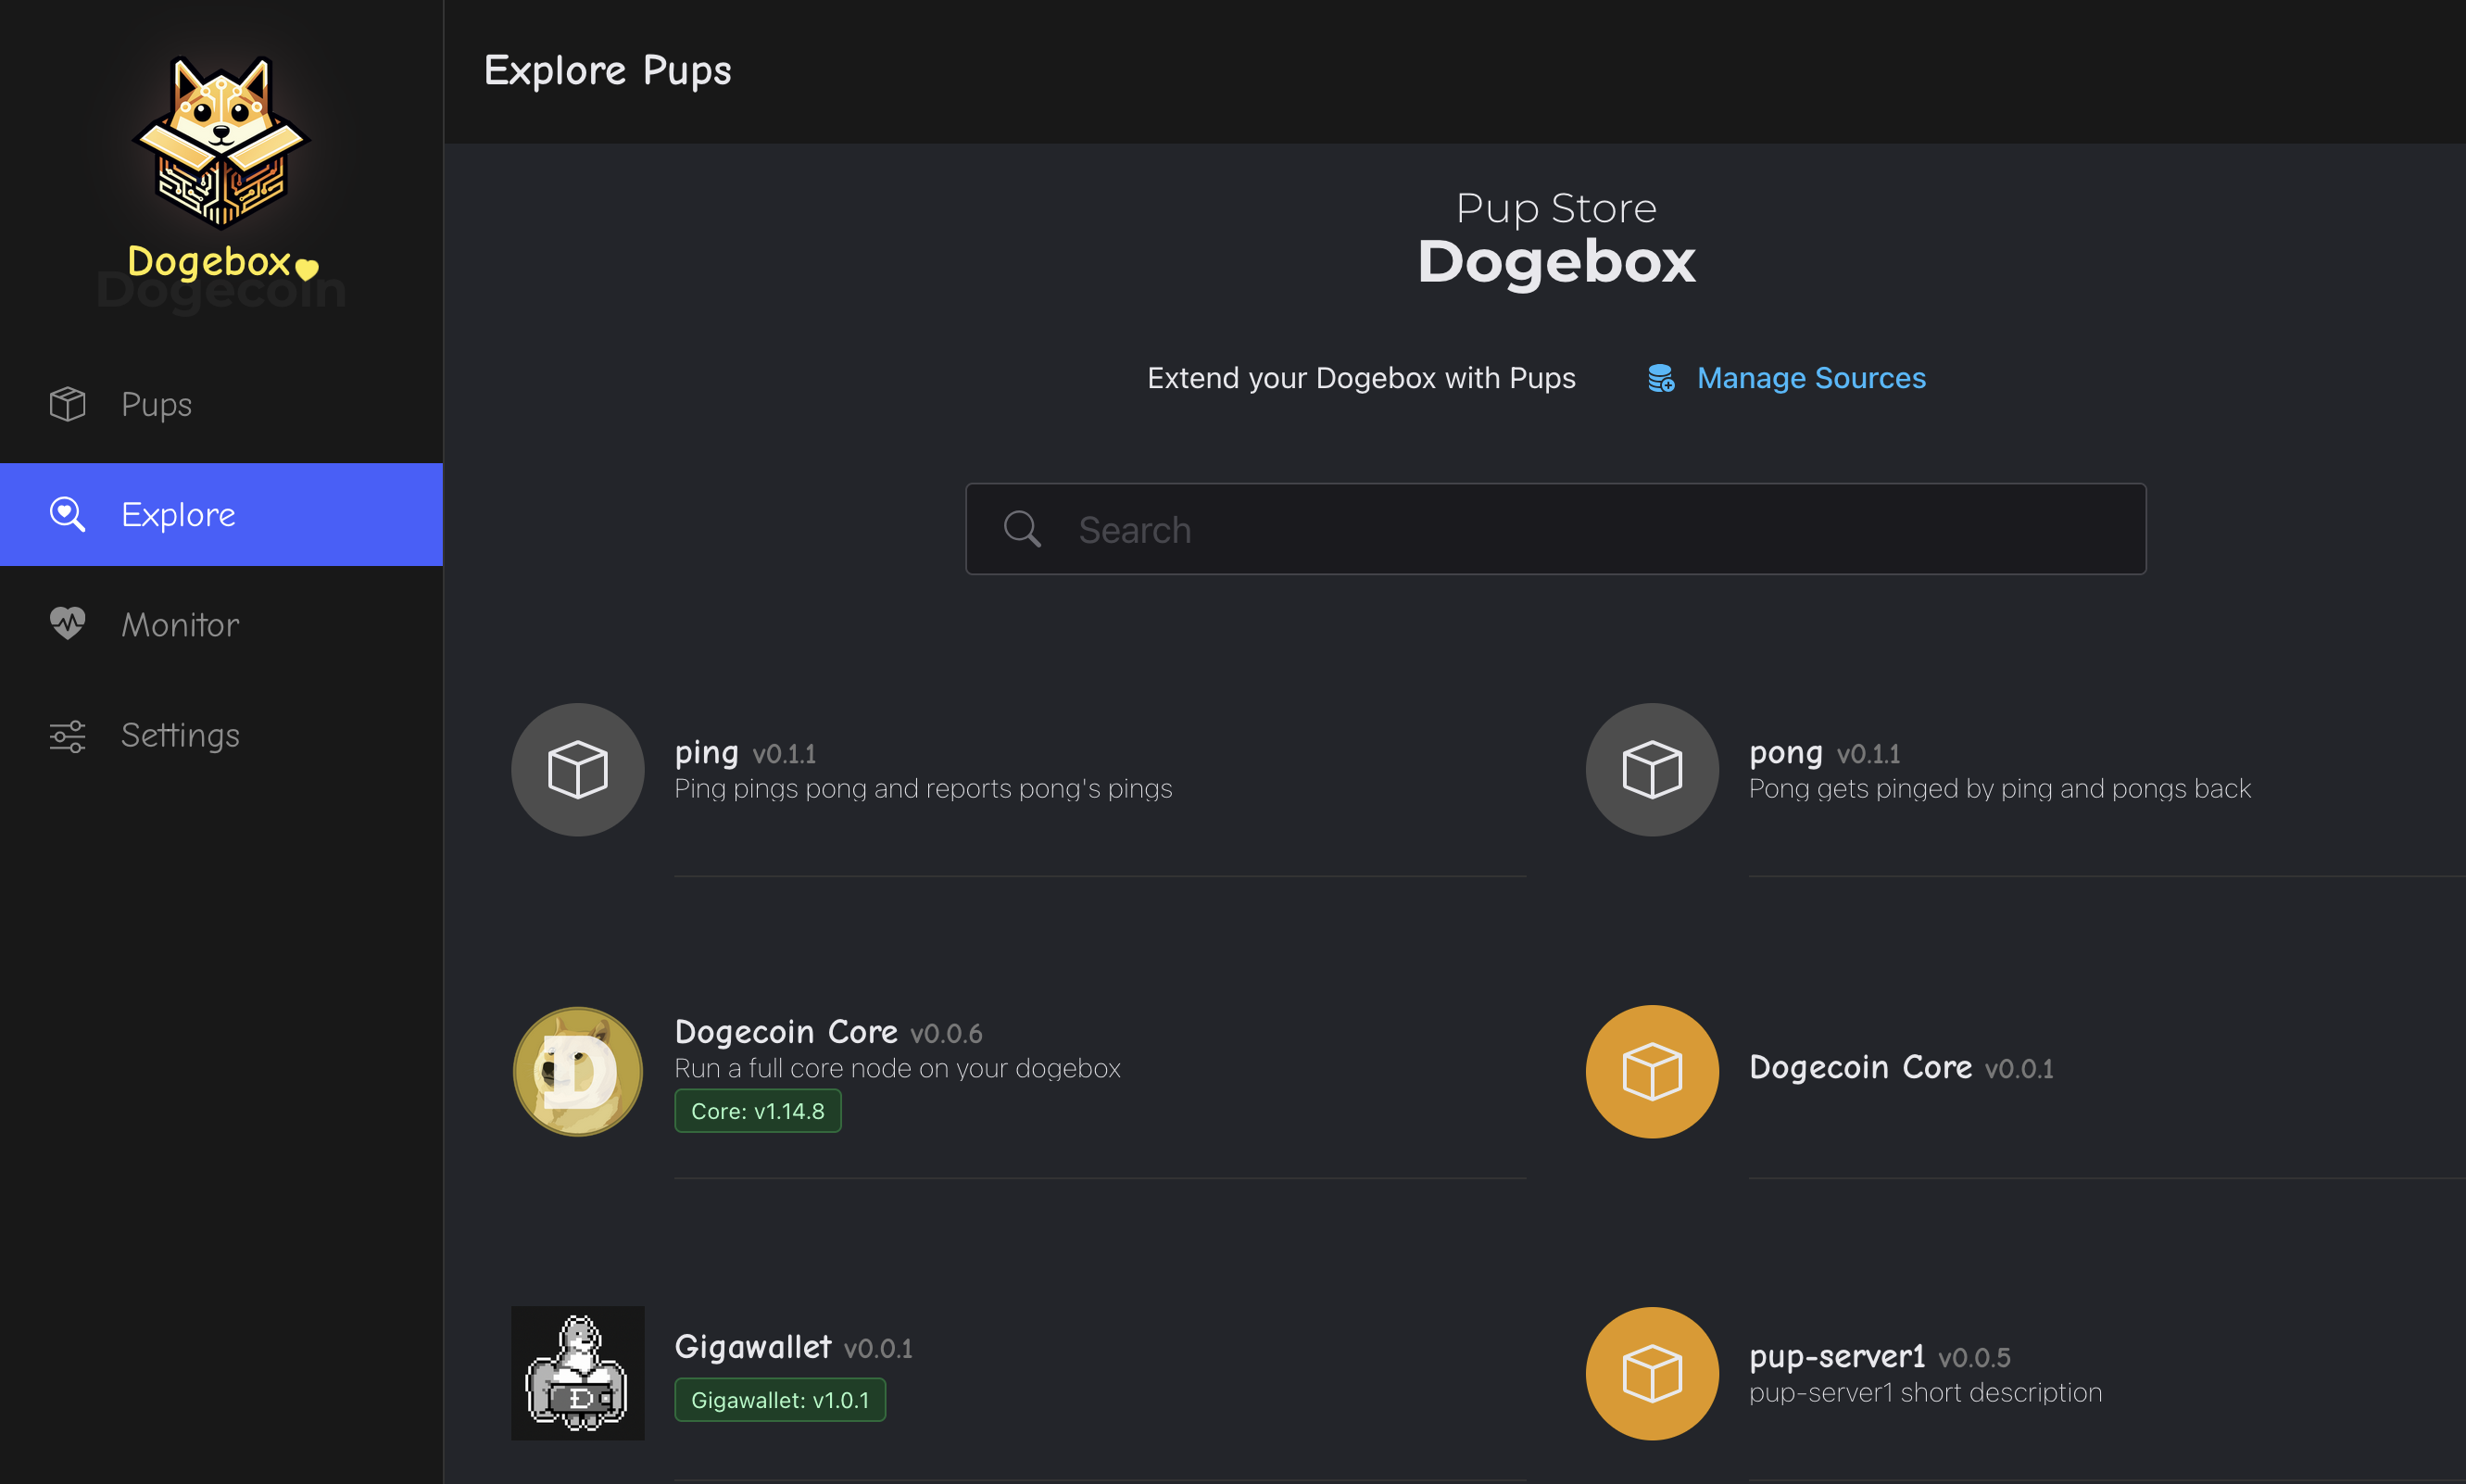 Dogebox
Dogecoin
Pups
Explore
Monitor
Settings
Explore Pups
Pup Store
Dogebox
Extend your Dogebox with Pups
Manage Sources
Search
ping v0.1.1
Ping pings pong and reports pong's pings
pong v0.1.1
Pong gets pinged by ping and pongs back
Dogecoin Core v0.0.6
Run a full core node on your dogebox
Core: v1.14.8
Dogecoin Core v0.0.1
Gigawallet v0.0.1
Gigawallet: v1.0.1
pup-server1 v0.0.5
pup-server1 short description